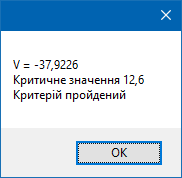 V = -37,9226
Критичне значення 12,6
Критерій пройдений
OK